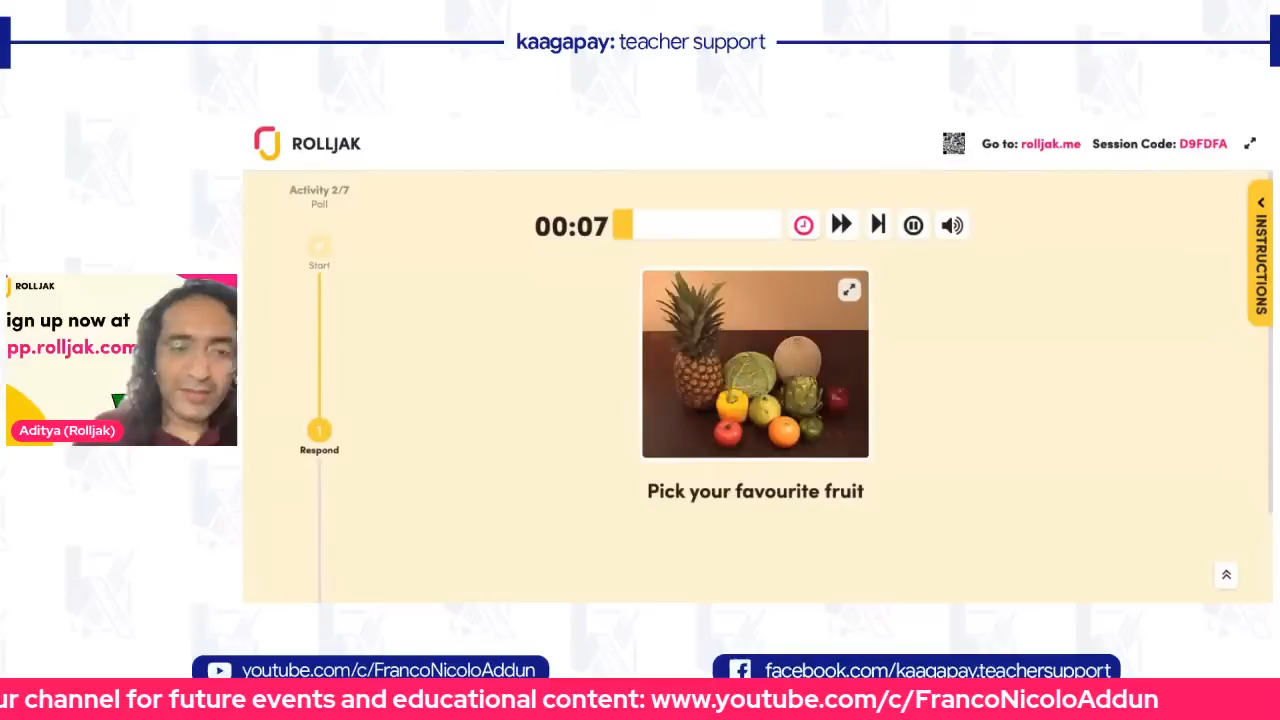 kaagapay: teacher support
ROLLJAK
Go to: rolljak.me Session Code: D9FDFA
Activity 2/7
Poll
Start
00:07
INSTRUCTIONS
ROLLJAK
ign up now at
pp.rolljak.com
Aditya (Rolljak)
1
Respond
Pick your favourite fruit
youtube.com/c/FrancoNicoloAddun
facebook.com/kaagapay.teachersupport
ur channel for future events and educational content: www.youtube.com/c/FrancoNicoloAddun